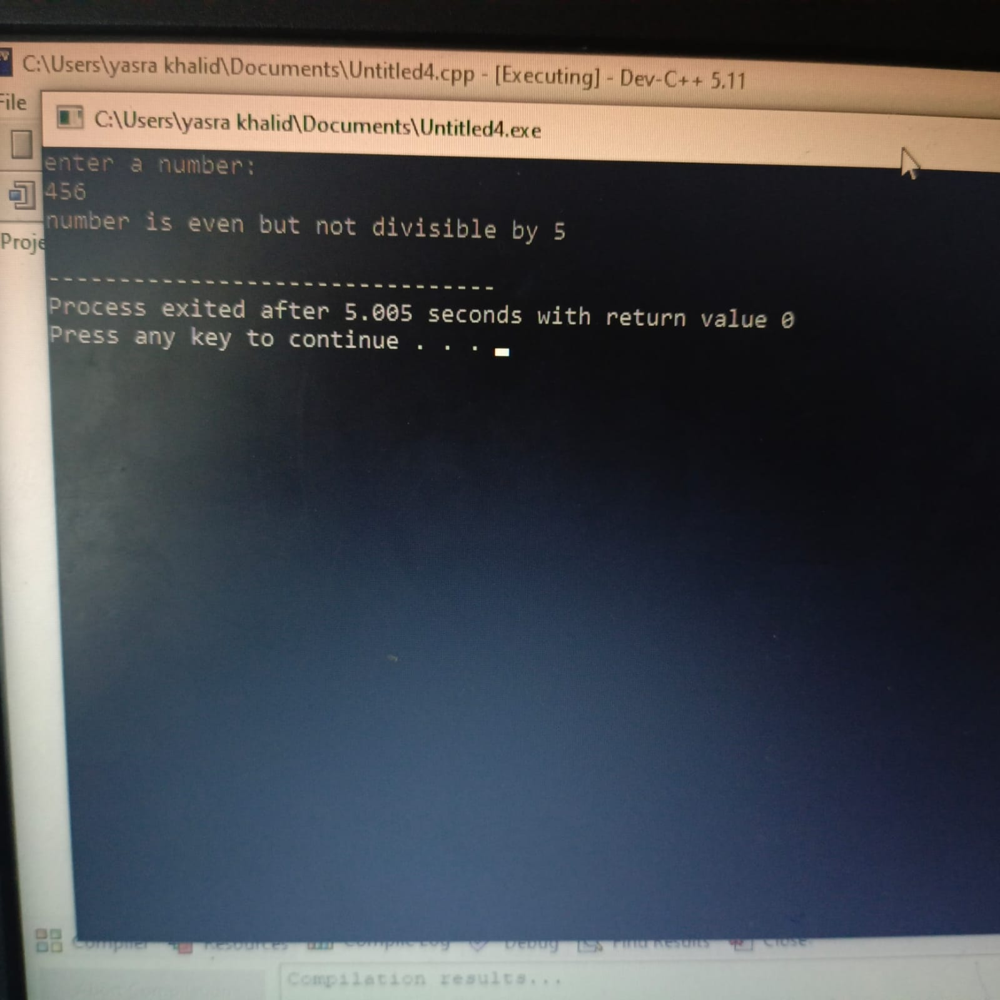 C:\Users\yasra khalid\Documents\Untitled4.cpp - [Executing] - Dev-C++ 5.11
File
C:\Users\yasra khalid\Documents\Untitled4.exe
enter a number:
456
number is even but not divisible by 5
Proje
--------------------------------
Process exited after 5.005 seconds with return value 0
Press any key to continue . . .
Compiler Resources Compile Log Debug Find Results Close
Compilation results...